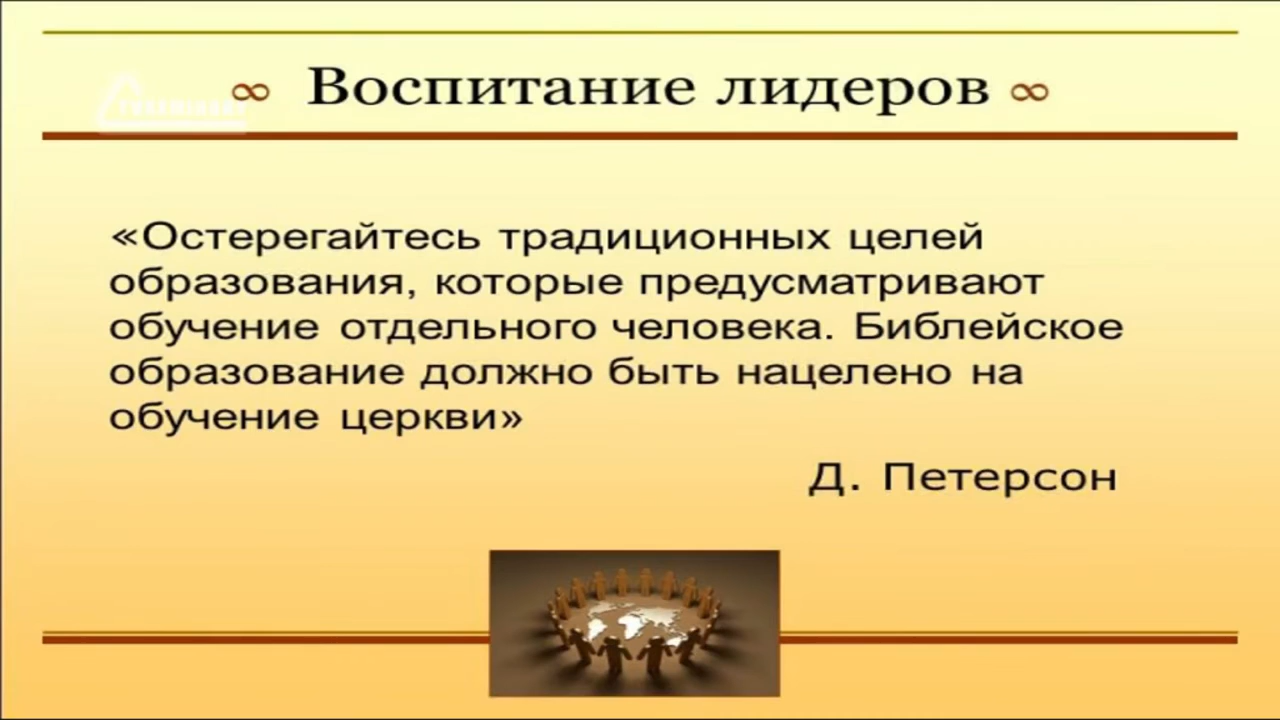 ∞ Воспитание лидеров ∞
«Остерегайтесь традиционных целей
образования, которые предусматривают
обучение отдельного человека. Библейское
образование должно быть нацелено на
обучение церкви»
Д. Петерсон